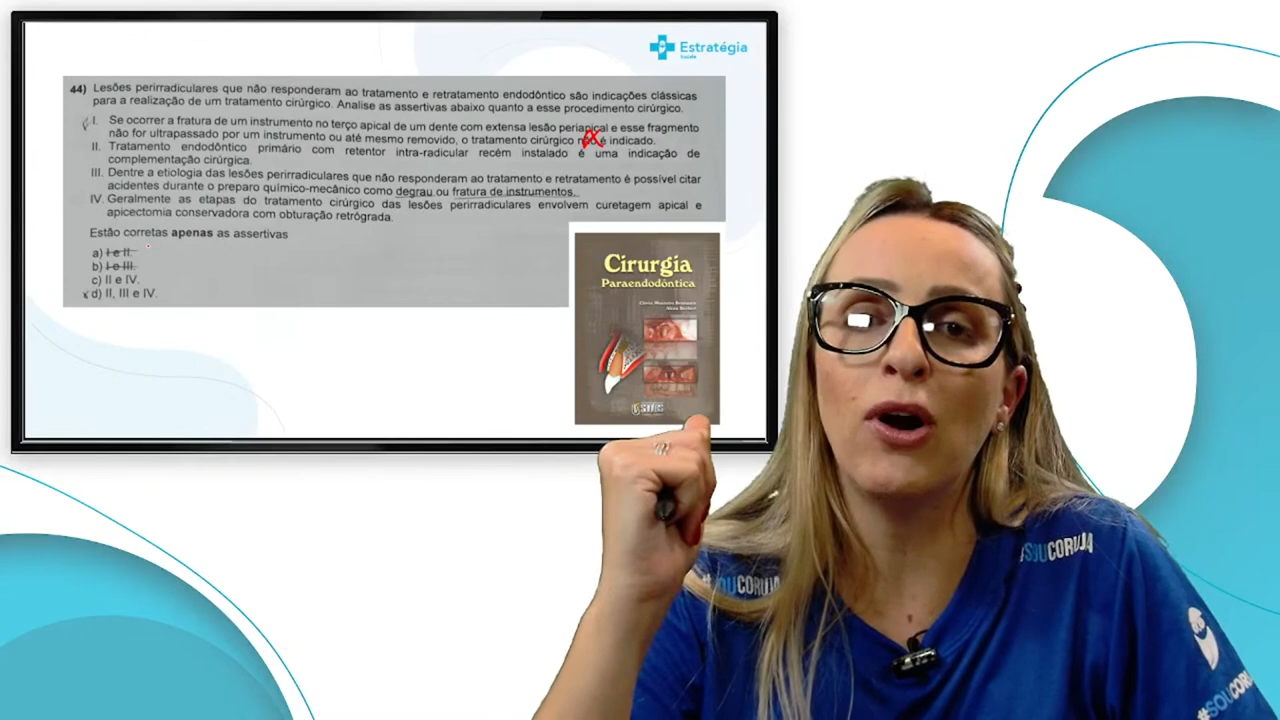 Estratégia
Saúde
44) Lesões perirradiculares que não responderam ao tratamento e retratamento endodôntico são indicações clássicas
para a realização de um tratamento cirúrgico. Analise as assertivas abaixo quanto a esse procedimento cirúrgico.
I. Se ocorrer a fratura de um instrumento no terço apical de um dente com extensa lesão periapical e esse fragmento
não for ultrapassado por um instrumento ou até mesmo removido, o tratamento cirúrgico não é indicado.
II. Tratamento endodôntico primário com retentor intra-radicular recém instalado é uma indicação de
complementação cirúrgica.
III. Dentre a etiologia das lesões perirradiculares que não responderam ao tratamento e retratamento é possível citar
acidentes durante o preparo químico-mecânico como degrau ou fratura de instrumentos.
IV. Geralmente as etapas do tratamento cirúrgico das lesões perirradiculares envolvem curetagem apical e
apicectomia conservadora com obturação retrógrada.
Estão corretas apenas as assertivas
a) I e II.
b) I e III.
c) II e IV.
x d) II, III e IV.
Cirurgia
Paraendodôntica
#SOUCORUJA
#SOUCORUJA
#SOUCORU